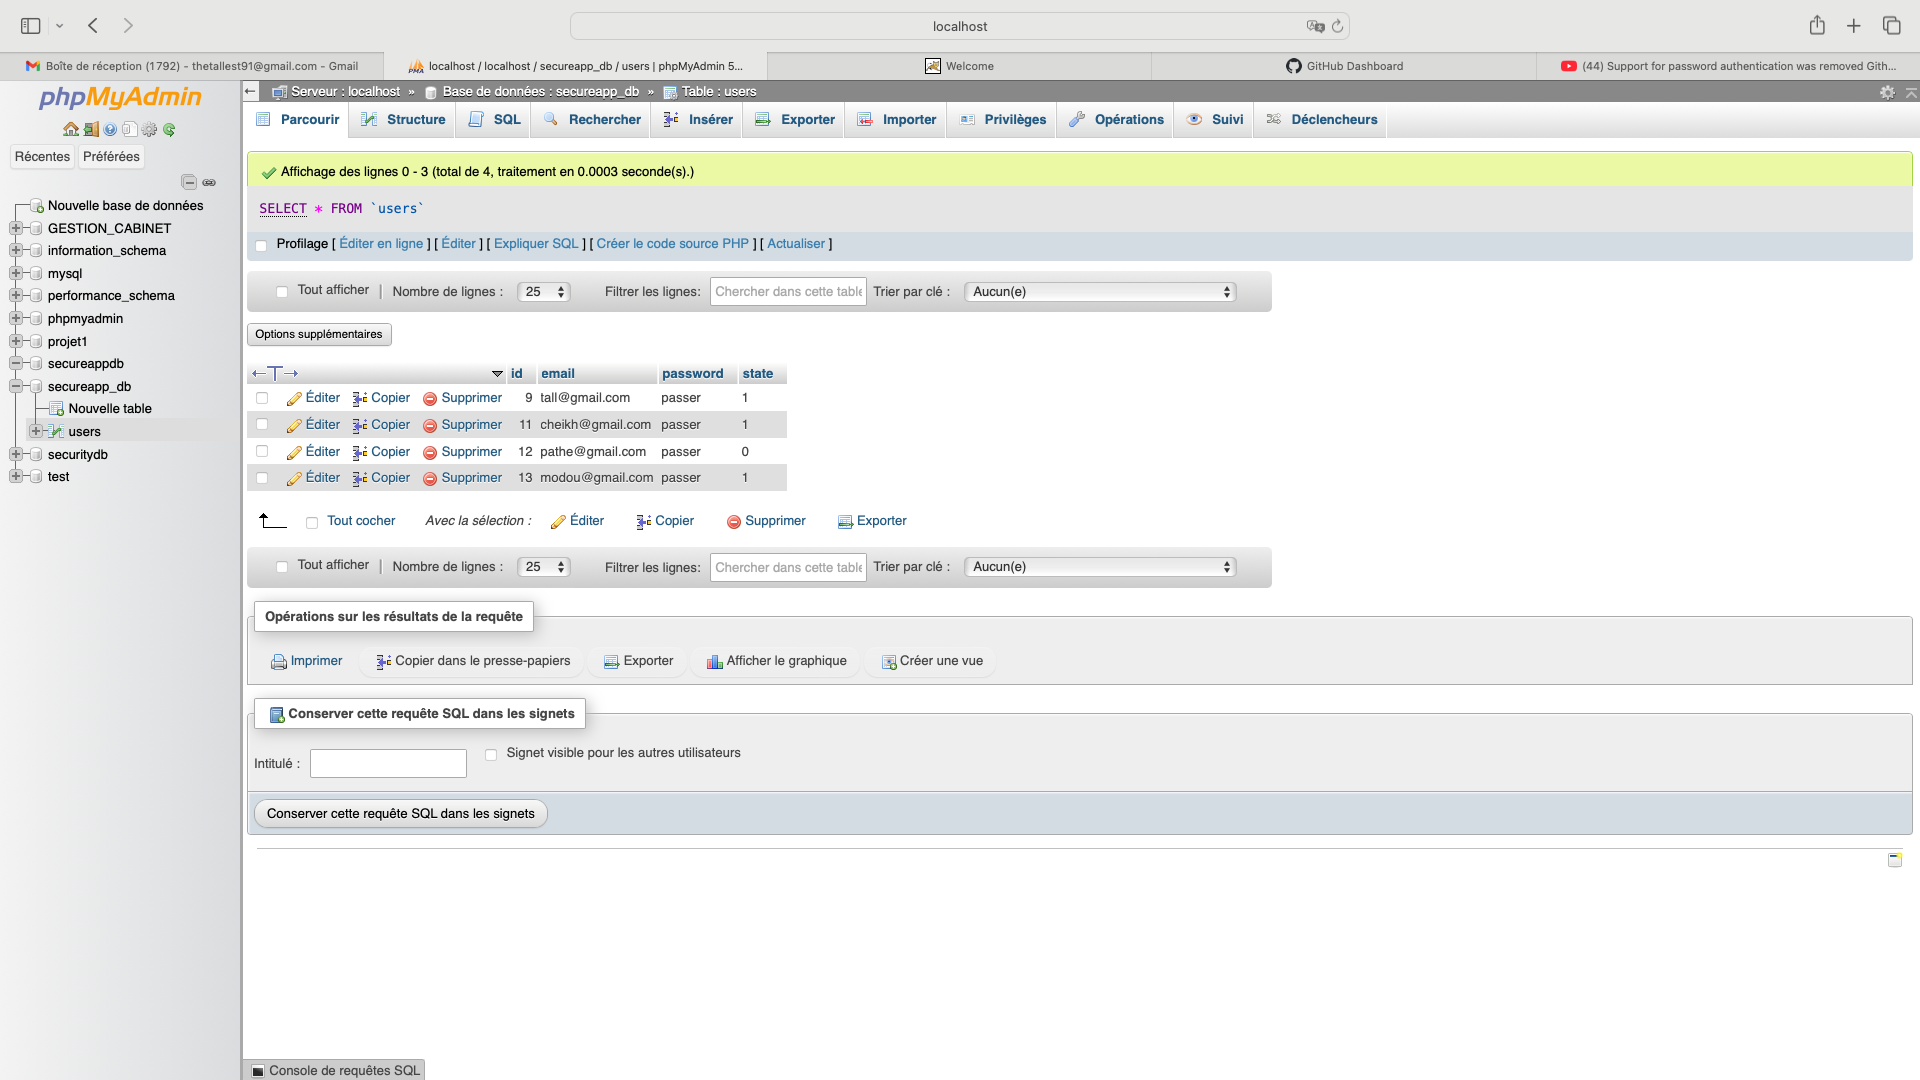 localhost
Boîte de réception (1792) - thetallest91@gmail.com - Gmail
localhost / localhost / secureapp_db / users | phpMyAdmin 5...
Welcome
GitHub Dashboard
(44) Support for password authentication was removed Gith...
phpMyAdmin
Récentes
Préférées
Nouvelle base de données
GESTION_CABINET
information_schema
mysql
performance_schema
phpmyadmin
projet1
secureappdb
secureapp_db
Nouvelle table
users
securitydb
test
Serveur : localhost » Base de données : secureapp_db » Table : users
Parcourir Structure SQL Rechercher Insérer Exporter Importer Privilèges Opérations Suivi Déclencheurs
Affichage des lignes 0 - 3 (total de 4, traitement en 0.0003 seconde(s).)
SELECT * FROM `users`
Profilage [ Éditer en ligne ] [ Éditer ] [ Expliquer SQL ] [ Créer le code source PHP ] [ Actualiser ]
Tout afficher | Nombre de lignes : 25 Filtrer les lignes: Chercher dans cette table Trier par clé : Aucun(e)
Options supplémentaires
←T→ id email password state
Éditer Copier Supprimer 9 tall@gmail.com passer 1
Éditer Copier Supprimer 11 cheikh@gmail.com passer 1
Éditer Copier Supprimer 12 pathe@gmail.com passer 0
Éditer Copier Supprimer 13 modou@gmail.com passer 1
Tout cocher Avec la sélection : Éditer Copier Supprimer Exporter
Tout afficher | Nombre de lignes : 25 Filtrer les lignes: Chercher dans cette table Trier par clé : Aucun(e)
Opérations sur les résultats de la requête
Imprimer Copier dans le presse-papiers Exporter Afficher le graphique Créer une vue
Conserver cette requête SQL dans les signets
Intitulé : Signet visible pour les autres utilisateurs
Conserver cette requête SQL dans les signets
Console de requêtes SQL